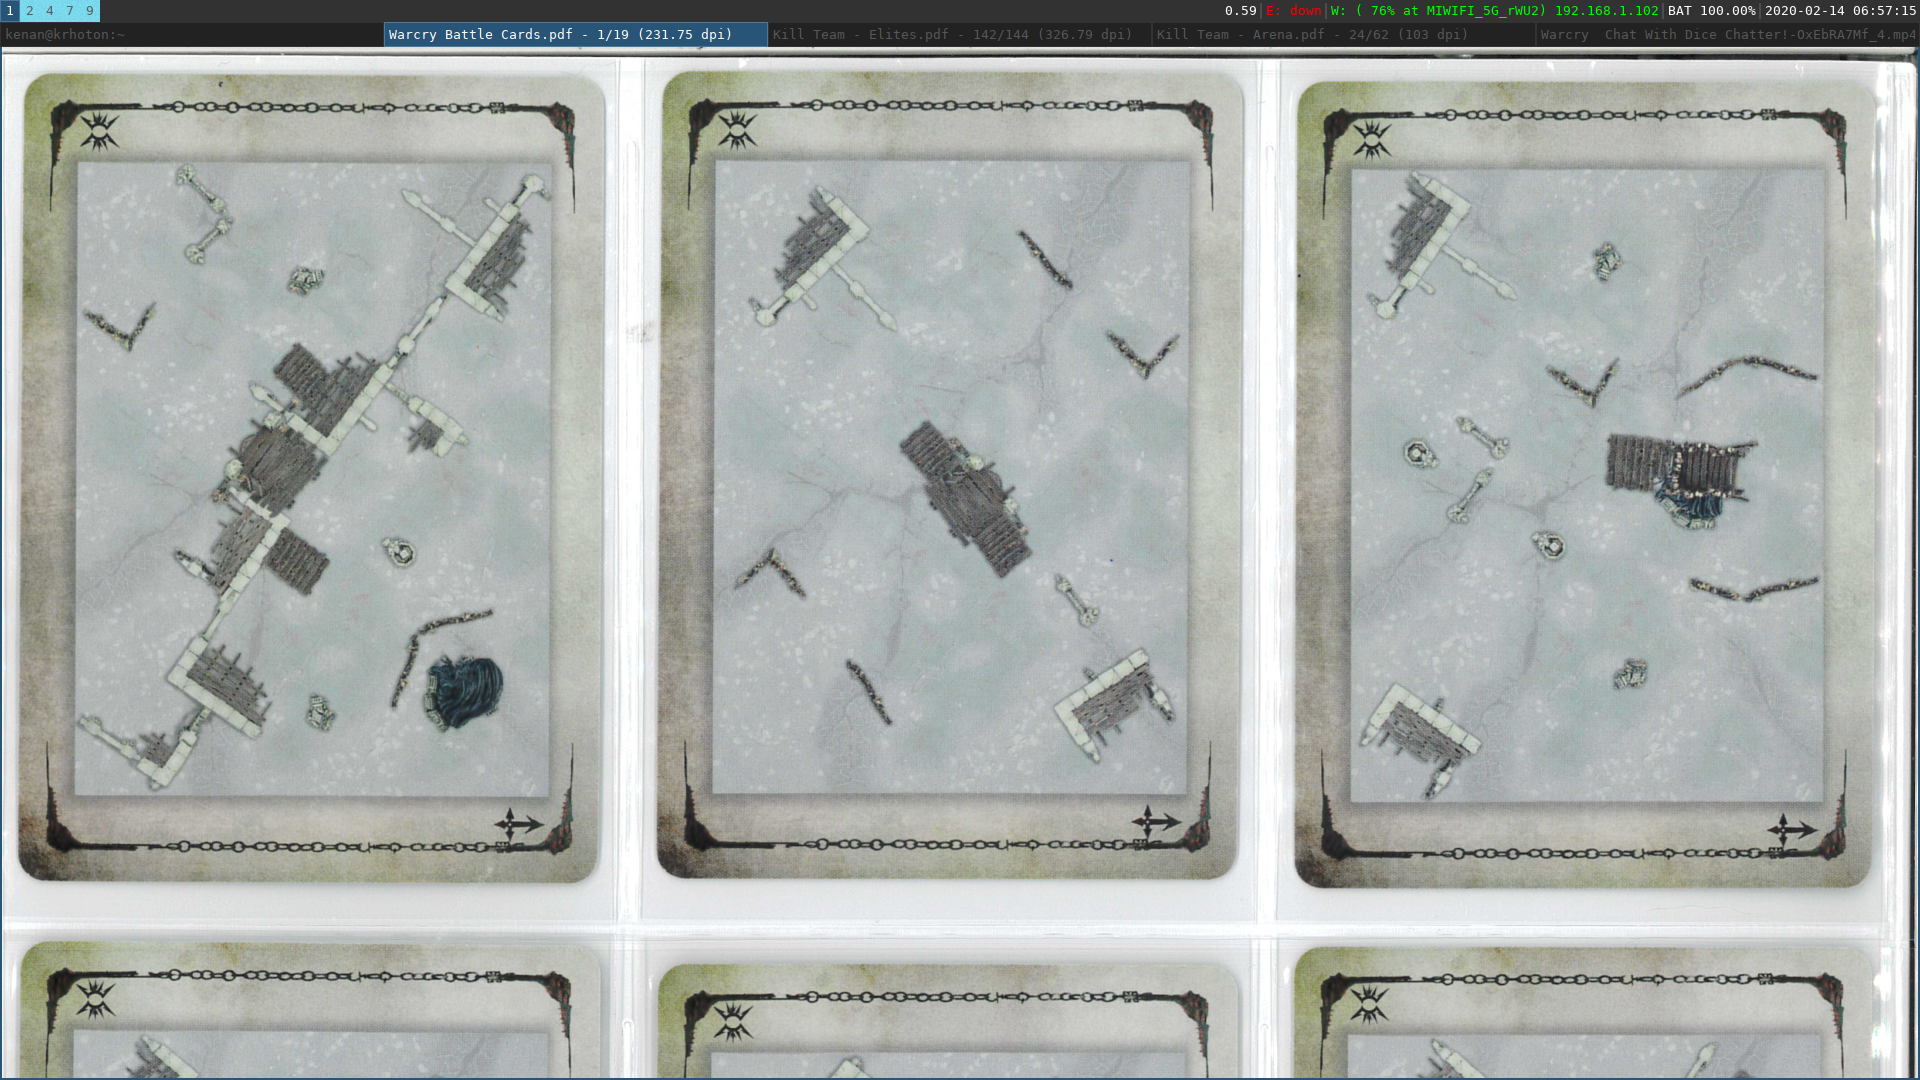 1 2 4 7 9 0.59 E: down W: ( 76% at MIWIFI_5G_rWU2) 192.168.1.102 BAT 100.00% 2020-02-14 06:57:15
kenan@krhoton:~ Warcry Battle Cards.pdf - 1/19 (231.75 dpi) Kill Team - Elites.pdf - 142/144 (326.79 dpi) Kill Team - Arena.pdf - 24/62 (103 dpi) Warcry  Chat With Dice Chatter!-OxEbRA7Mf_4.mp4